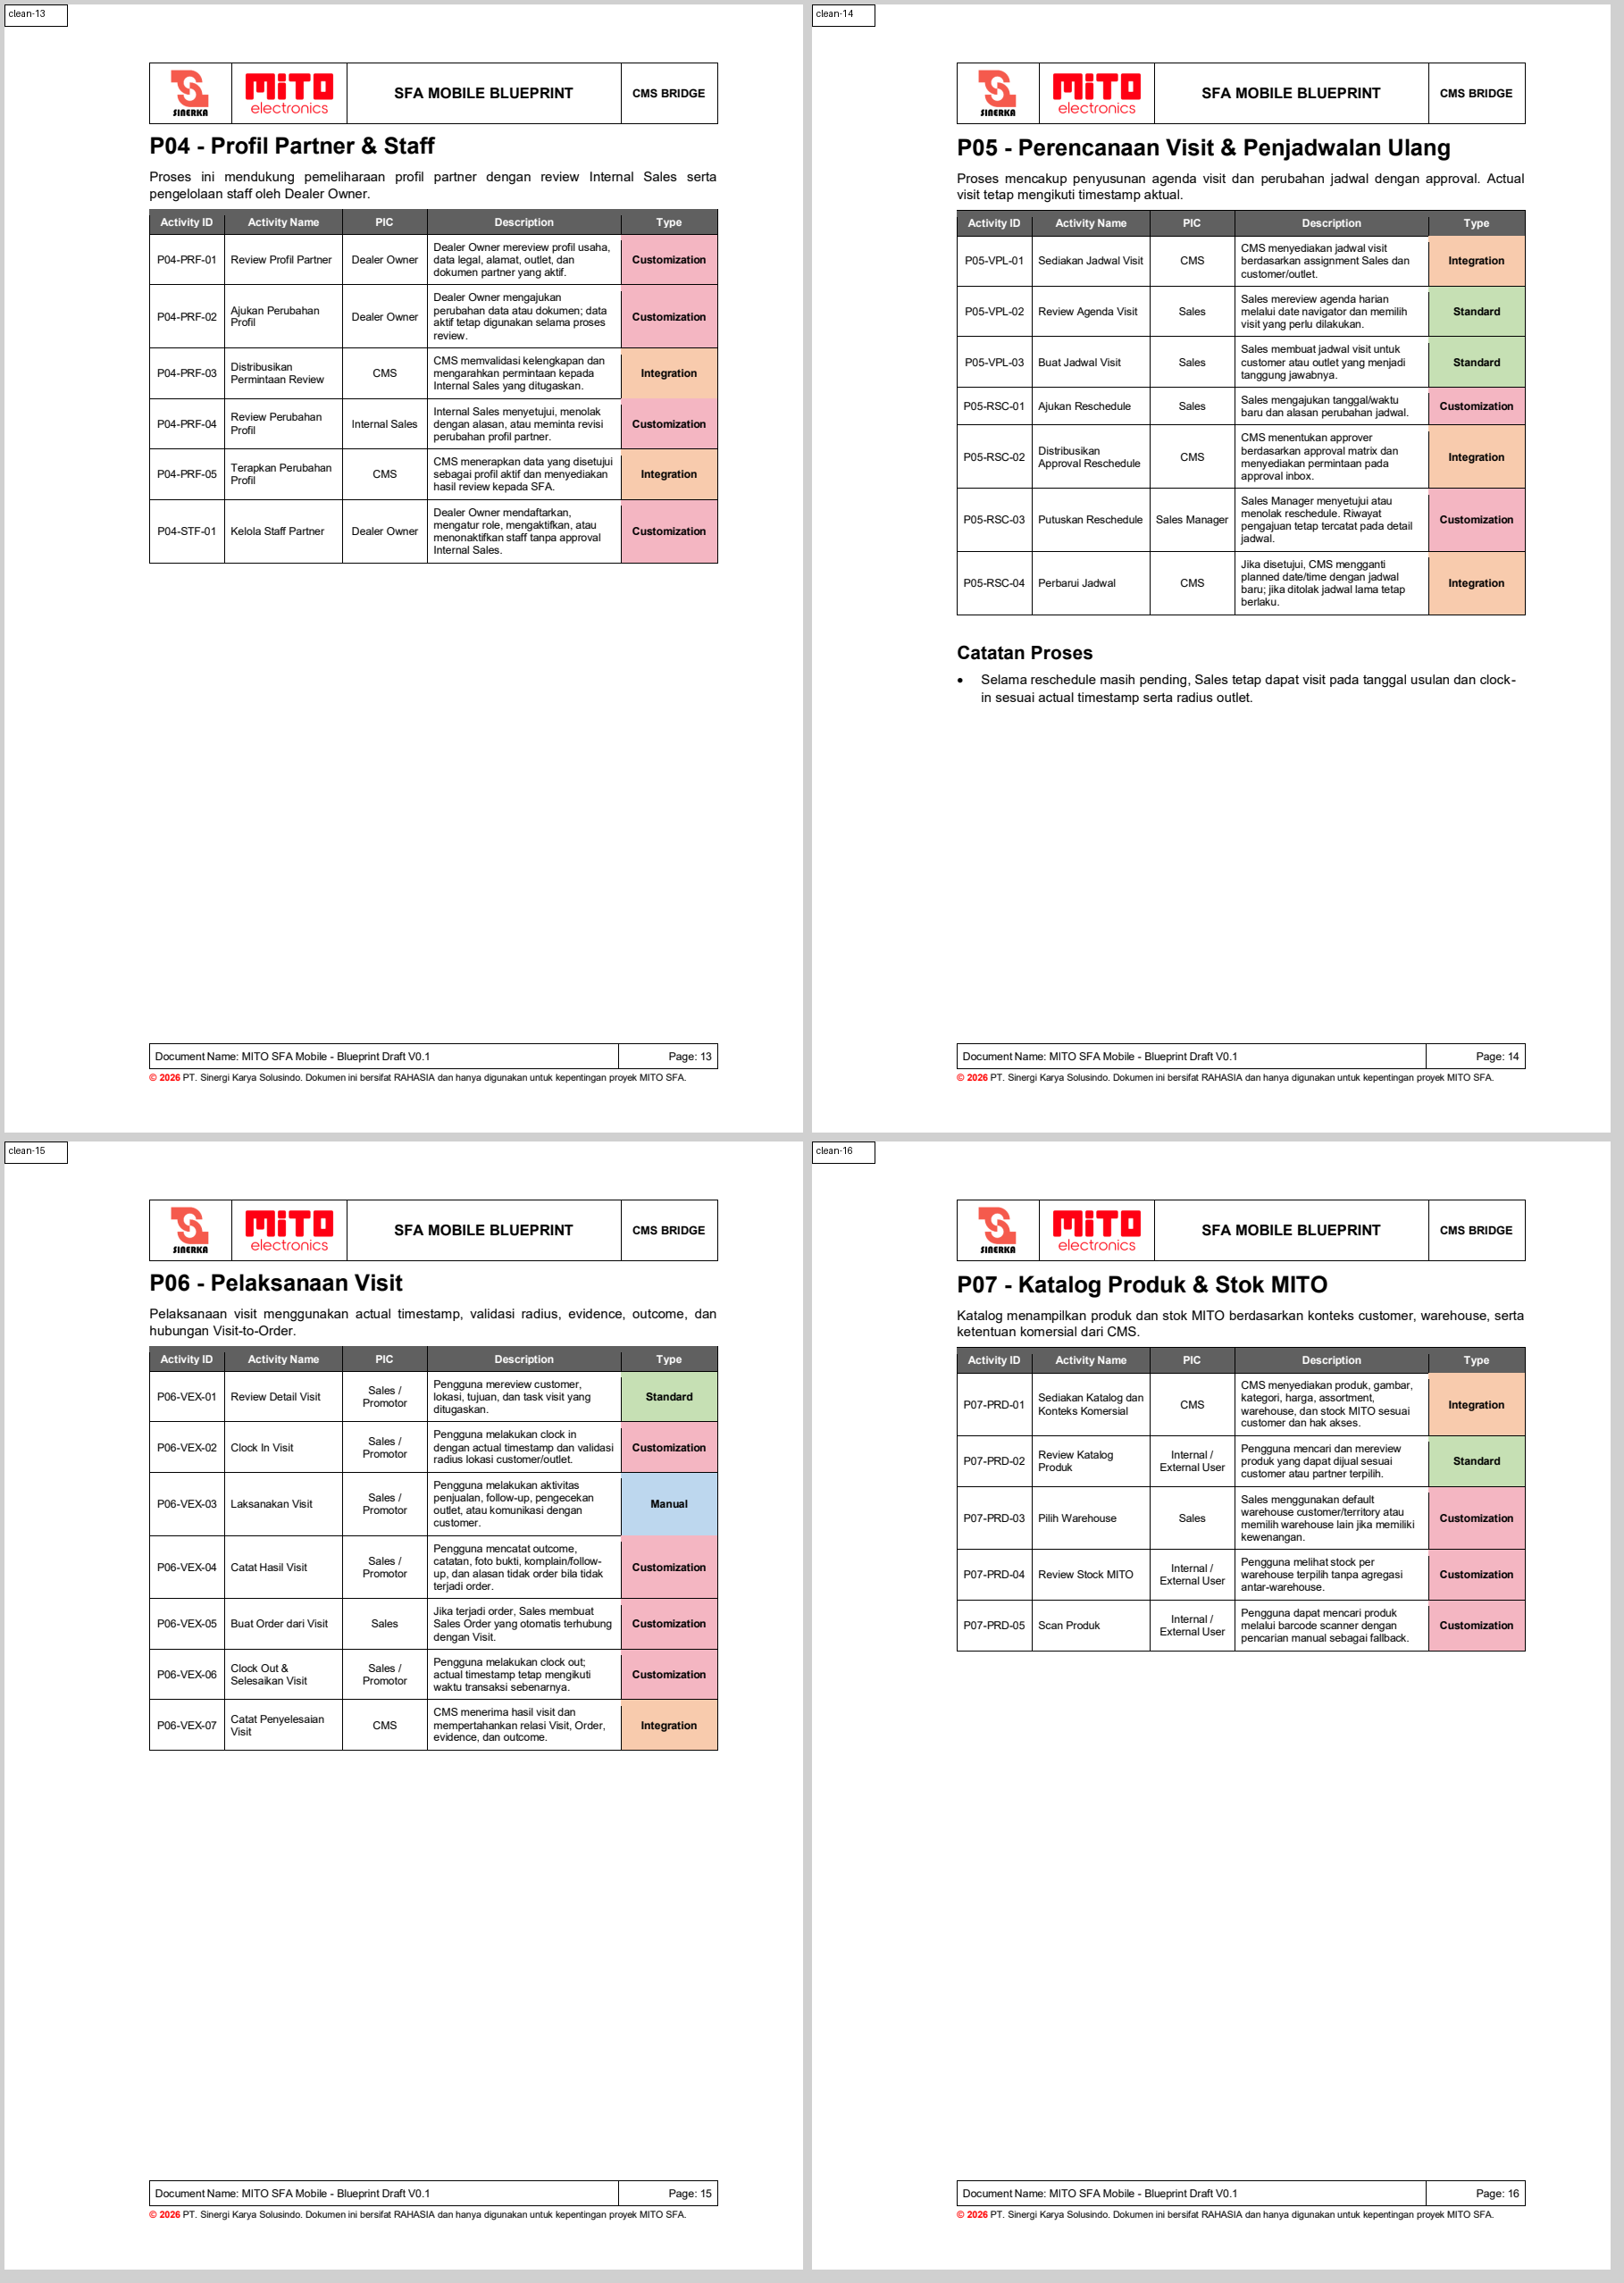 clean-13
SINERKA
MiTO
electronics
SFA MOBILE BLUEPRINT
CMS BRIDGE
P04 - Profil Partner & Staff
Proses ini mendukung pemeliharaan profil partner dengan review Internal Sales serta
pengelolaan staff oleh Dealer Owner.
Activity ID Activity Name PIC Description Type
P04-PRF-01 Review Profil Partner Dealer Owner
Dealer Owner mereview profil usaha,
data legal, alamat, outlet, dan
dokumen partner yang aktif.
Customization
P04-PRF-02
Ajukan Perubahan
Profil
Dealer Owner
Dealer Owner mengajukan
perubahan data atau dokumen; data
aktif tetap digunakan selama proses
review.
Customization
P04-PRF-03
Distribusikan
Permintaan Review
CMS
CMS memvalidasi kelengkapan dan
mengarahkan permintaan kepada
Internal Sales yang ditugaskan.
Integration
P04-PRF-04
Review Perubahan
Profil
Internal Sales
Internal Sales menyetujui, menolak
dengan alasan, atau meminta revisi
perubahan profil partner.
Customization
P04-PRF-05
Terapkan Perubahan
Profil
CMS
CMS menerapkan data yang disetujui
sebagai profil aktif dan menyediakan
hasil review kepada SFA.
Integration
P04-STF-01 Kelola Staff Partner Dealer Owner
Dealer Owner mendaftarkan,
mengatur role, mengaktifkan, atau
menonaktifkan staff tanpa approval
Internal Sales.
Customization
Document Name: MITO SFA Mobile - Blueprint Draft V0.1 Page: 13
© 2026 PT. Sinergi Karya Solusindo. Dokumen ini bersifat RAHASIA dan hanya digunakan untuk kepentingan proyek MITO SFA.
clean-14
SINERKA
MiTO
electronics
SFA MOBILE BLUEPRINT
CMS BRIDGE
P05 - Perencanaan Visit & Penjadwalan Ulang
Proses mencakup penyusunan agenda visit dan perubahan jadwal dengan approval. Actual
visit tetap mengikuti timestamp aktual.
Activity ID Activity Name PIC Description Type
P05-VPL-01 Sediakan Jadwal Visit CMS
CMS menyediakan jadwal visit
berdasarkan assignment Sales dan
customer/outlet.
Integration
P05-VPL-02 Review Agenda Visit Sales
Sales mereview agenda harian
melalui date navigator dan memilih
visit yang perlu dilakukan.
Standard
P05-VPL-03 Buat Jadwal Visit Sales
Sales membuat jadwal visit untuk
customer atau outlet yang menjadi
tanggung jawabnya.
Standard
P05-RSC-01 Ajukan Reschedule Sales
Sales mengajukan tanggal/waktu
baru dan alasan perubahan jadwal.
Customization
P05-RSC-02
Distribusikan
Approval Reschedule
CMS
CMS menentukan approver
berdasarkan approval matrix dan
menyediakan permintaan pada
approval inbox.
Integration
P05-RSC-03 Putuskan Reschedule Sales Manager
Sales Manager menyetujui atau
menolak reschedule. Riwayat
pengajuan tetap tercatat pada detail
jadwal.
Customization
P05-RSC-04 Perbarui Jadwal CMS
Jika disetujui, CMS mengganti
planned date/time dengan jadwal
baru; jika ditolak jadwal lama tetap
berlaku.
Integration
Catatan Proses
• Selama reschedule masih pending, Sales tetap dapat visit pada tanggal usulan dan clock-
in sesuai actual timestamp serta radius outlet.
Document Name: MITO SFA Mobile - Blueprint Draft V0.1 Page: 14
© 2026 PT. Sinergi Karya Solusindo. Dokumen ini bersifat RAHASIA dan hanya digunakan untuk kepentingan proyek MITO SFA.
clean-15
SINERKA
MiTO
electronics
SFA MOBILE BLUEPRINT
CMS BRIDGE
P06 - Pelaksanaan Visit
Pelaksanaan visit menggunakan actual timestamp, validasi radius, evidence, outcome, dan
hubungan Visit-to-Order.
Activity ID Activity Name PIC Description Type
P06-VEX-01 Review Detail Visit
Sales /
Promotor
Pengguna mereview customer,
lokasi, tujuan, dan task visit yang
ditugaskan.
Standard
P06-VEX-02 Clock In Visit
Sales /
Promotor
Pengguna melakukan clock in
dengan actual timestamp dan validasi
radius lokasi customer/outlet.
Customization
P06-VEX-03 Laksanakan Visit
Sales /
Promotor
Pengguna melakukan aktivitas
penjualan, follow-up, pengecekan
outlet, atau komunikasi dengan
customer.
Manual
P06-VEX-04 Catat Hasil Visit
Sales /
Promotor
Pengguna mencatat outcome,
catatan, foto bukti, komplain/follow-
up, dan alasan tidak order bila tidak
terjadi order.
Customization
P06-VEX-05 Buat Order dari Visit Sales
Jika terjadi order, Sales membuat
Sales Order yang otomatis terhubung
dengan Visit.
Customization
P06-VEX-06
Clock Out &
Selesaikan Visit
Sales /
Promotor
Pengguna melakukan clock out;
actual timestamp tetap mengikuti
waktu transaksi sebenarnya.
Customization
P06-VEX-07
Catat Penyelesaian
Visit
CMS
CMS menerima hasil visit dan
mempertahankan relasi Visit, Order,
evidence, dan outcome.
Integration
Document Name: MITO SFA Mobile - Blueprint Draft V0.1 Page: 15
© 2026 PT. Sinergi Karya Solusindo. Dokumen ini bersifat RAHASIA dan hanya digunakan untuk kepentingan proyek MITO SFA.
clean-16
SINERKA
MiTO
electronics
SFA MOBILE BLUEPRINT
CMS BRIDGE
P07 - Katalog Produk & Stok MITO
Katalog menampilkan produk dan stok MITO berdasarkan konteks customer, warehouse, serta
ketentuan komersial dari CMS.
Activity ID Activity Name PIC Description Type
P07-PRD-01
Sediakan Katalog dan
Konteks Komersial
CMS
CMS menyediakan produk, gambar,
kategori, harga, assortment,
warehouse, dan stock MITO sesuai
customer dan hak akses.
Integration
P07-PRD-02
Review Katalog
Produk
Internal /
External User
Pengguna mencari dan mereview
produk yang dapat dijual sesuai
customer atau partner terpilih.
Standard
P07-PRD-03 Pilih Warehouse Sales
Sales menggunakan default
warehouse customer/territory atau
memilih warehouse lain jika memiliki
kewenangan.
Customization
P07-PRD-04 Review Stock MITO
Internal /
External User
Pengguna melihat stock per
warehouse terpilih tanpa agregasi
antar-warehouse.
Customization
P07-PRD-05 Scan Produk
Internal /
External User
Pengguna dapat mencari produk
melalui barcode scanner dengan
pencarian manual sebagai fallback.
Customization
Document Name: MITO SFA Mobile - Blueprint Draft V0.1 Page: 16
© 2026 PT. Sinergi Karya Solusindo. Dokumen ini bersifat RAHASIA dan hanya digunakan untuk kepentingan proyek MITO SFA.